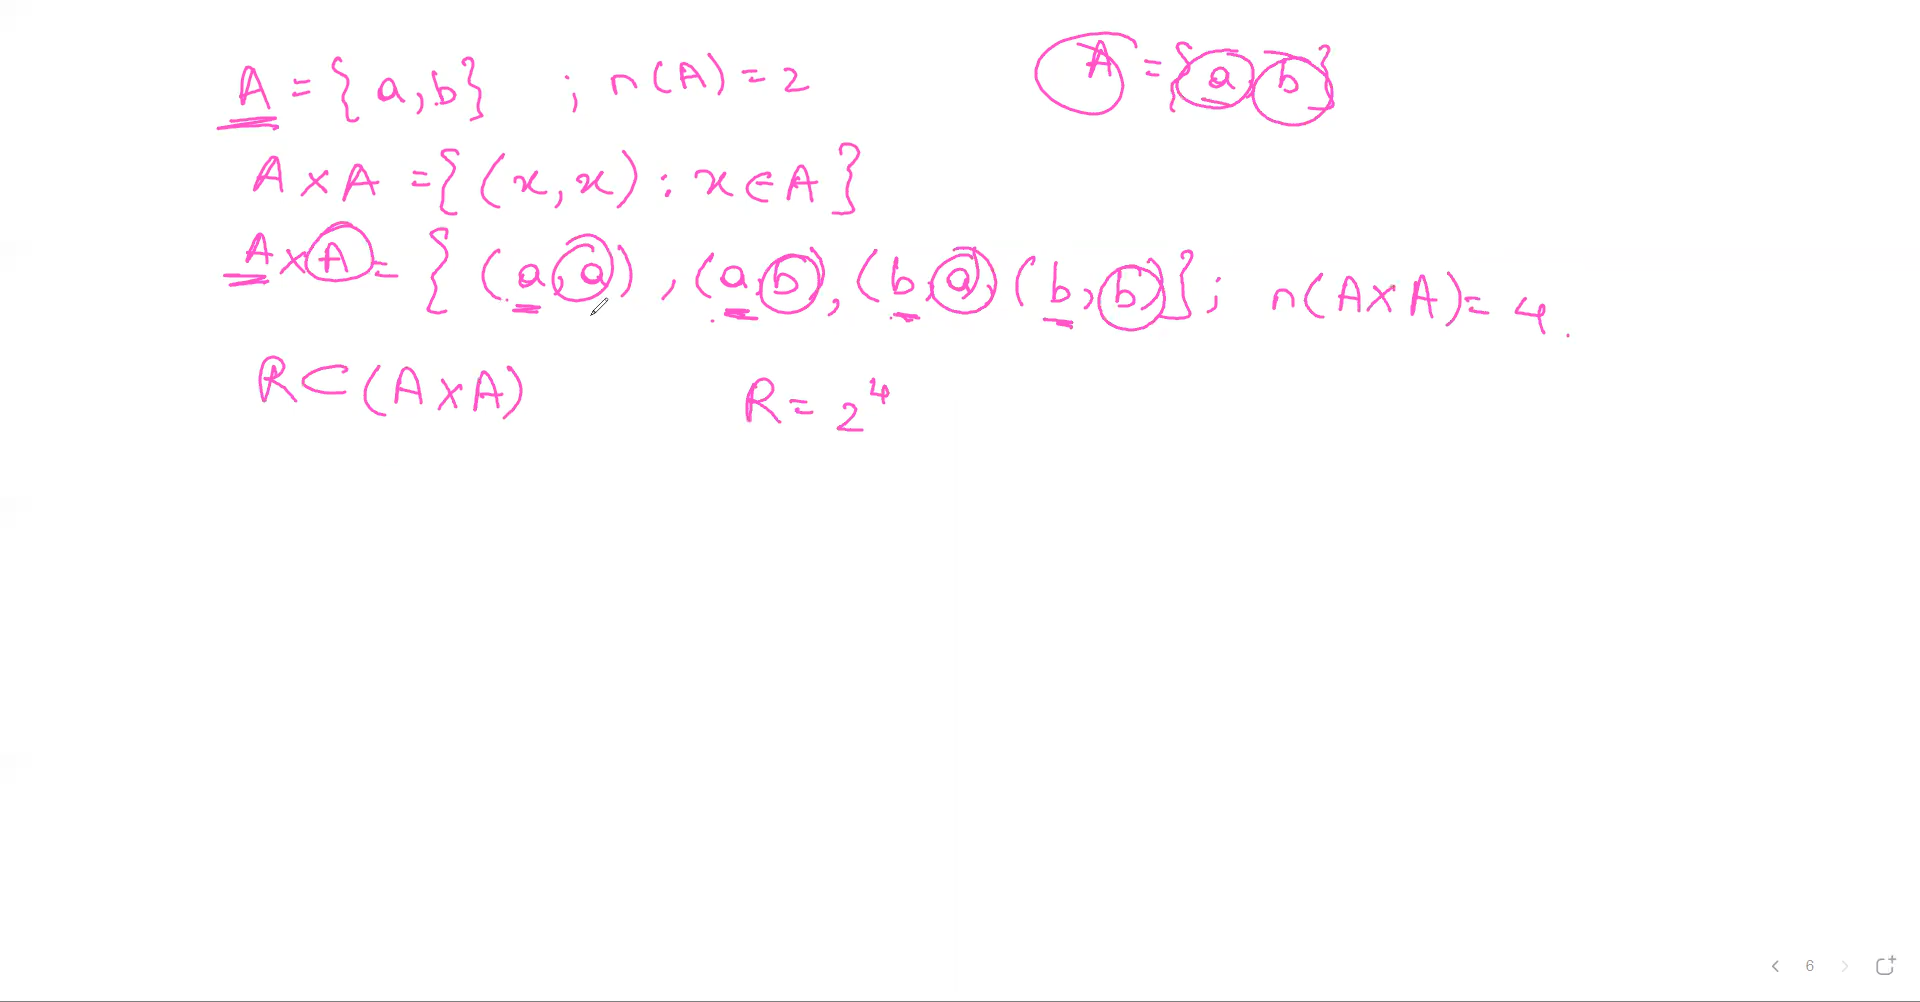 A = {a,b} ; n(A) = 2
A = {a, b}
A × A = {(x,x) : x ∈ A}
A × A = {(a,a), (a,b), (b,a), (b,b)} ; n(A×A) = 4.
R ⊂ (A×A) R = 2⁴
6